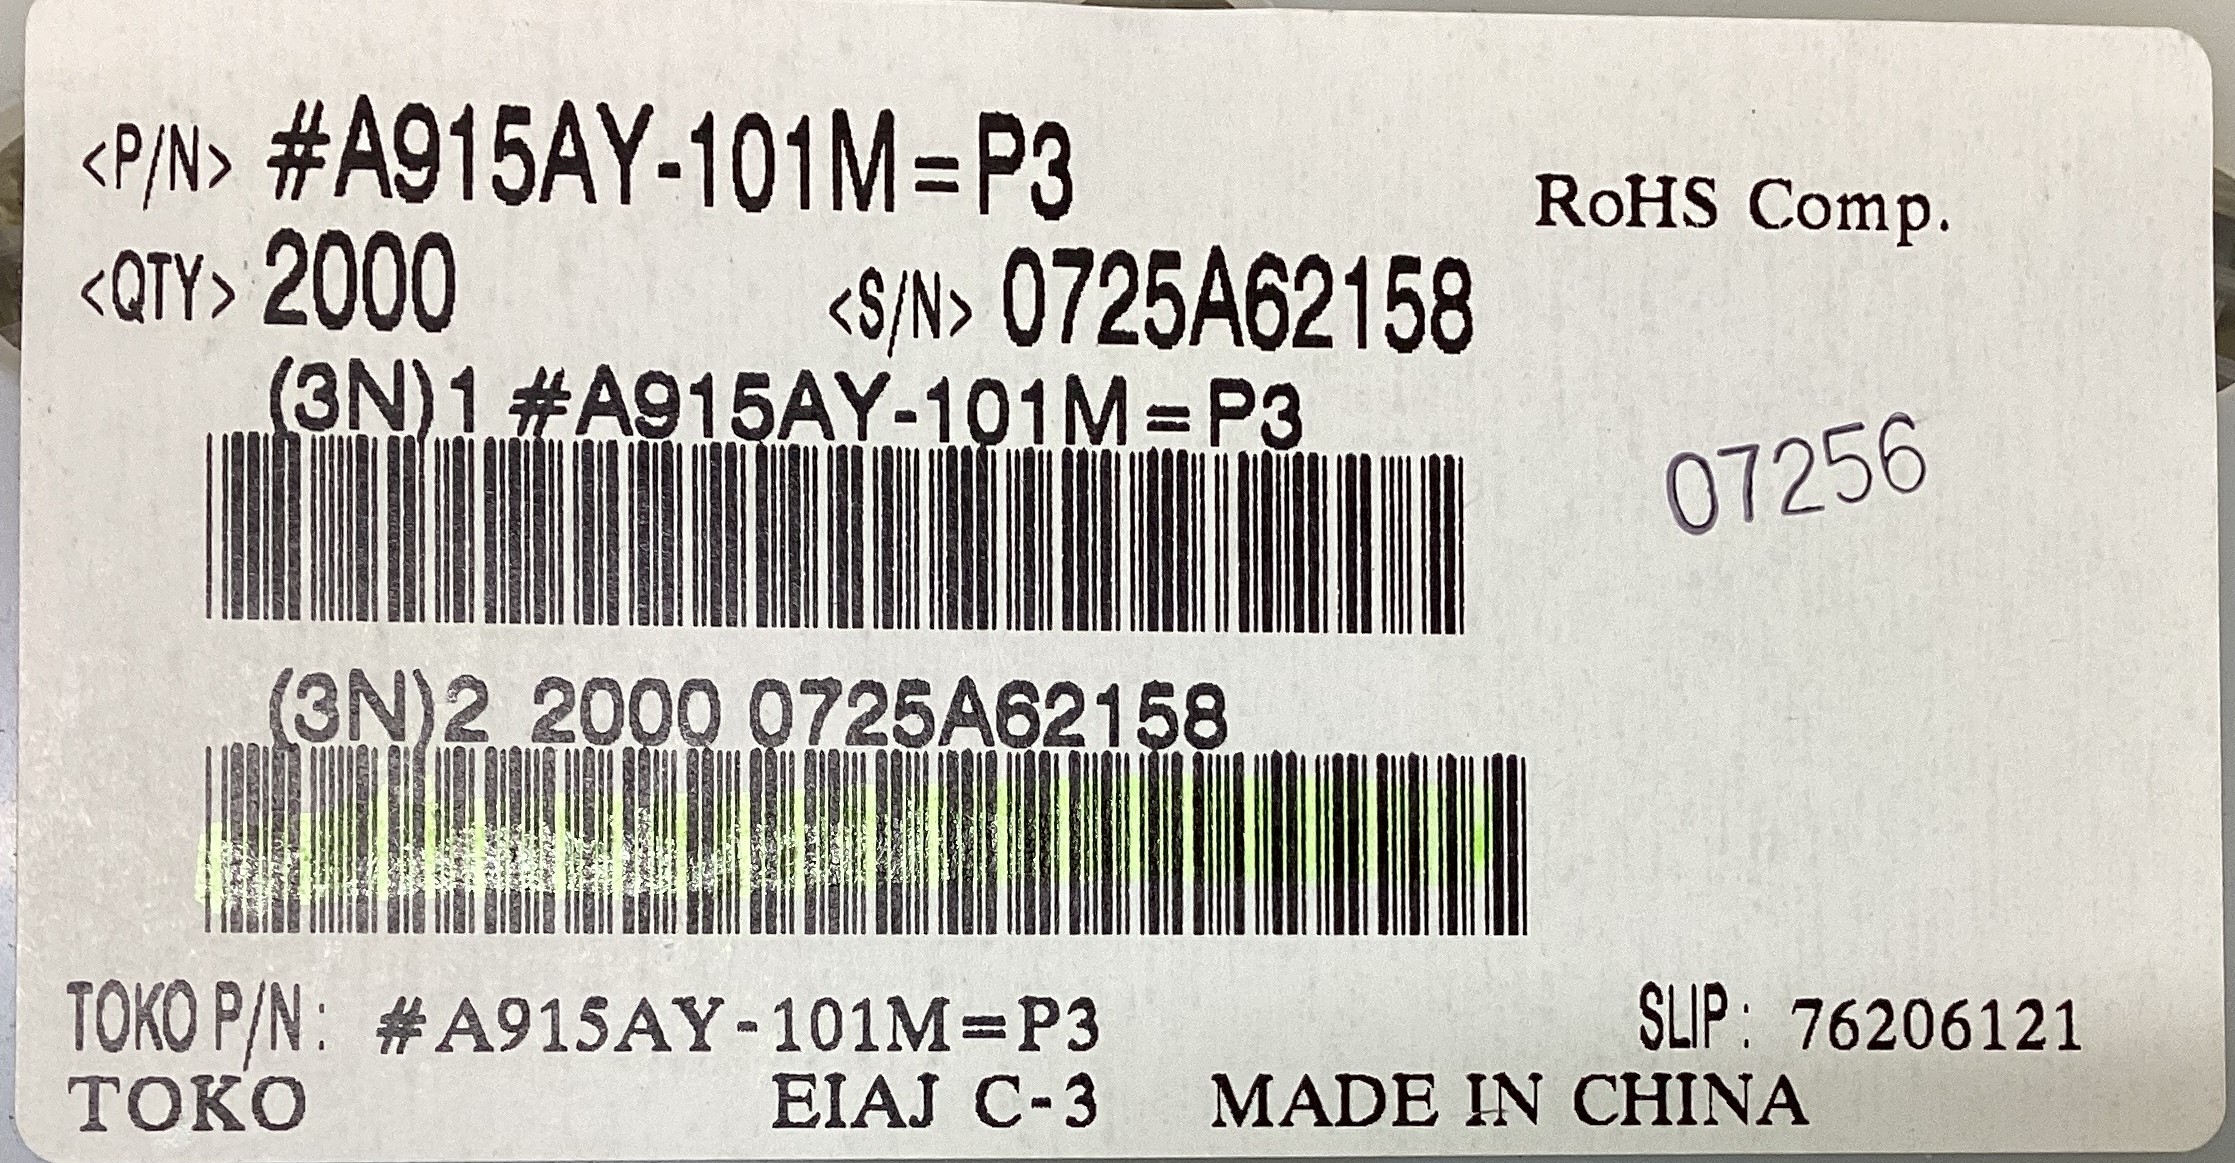 <P/N> #A915AY-101M=P3
RoHS Comp.
<QTY> 2000 <S/N> 0725A62158
(3N)1 #A915AY-101M=P3
07256
(3N)2 2000 0725A62158
TOKO P/N: #A915AY-101M=P3 SLIP: 76206121
TOKO EIAJ C-3 MADE IN CHINA